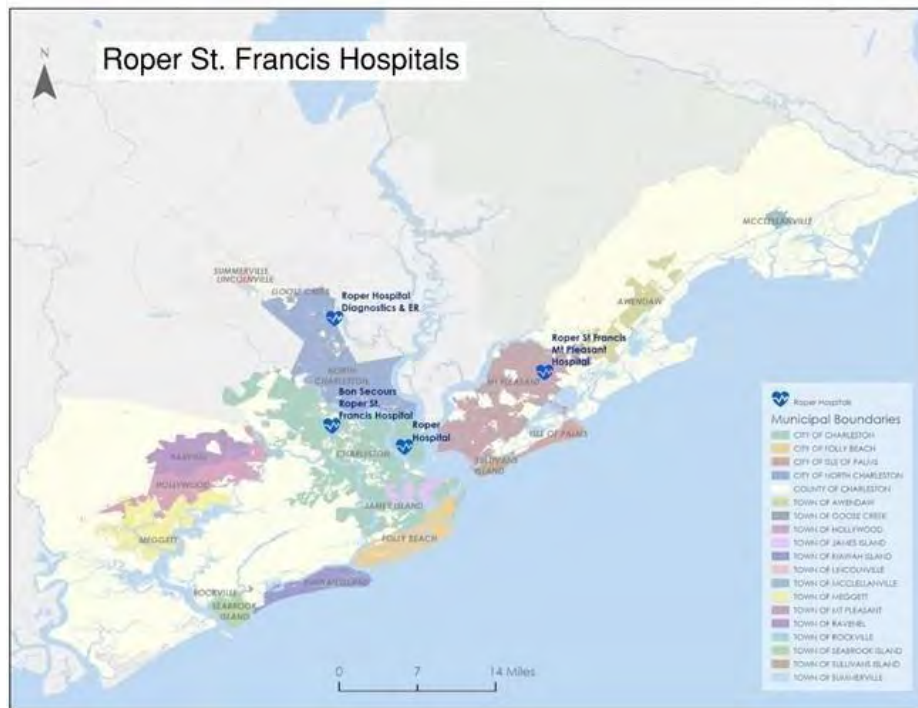 Roper St. Francis Hospitals
N
MCCLELLANVILLE
SUMMERVILLE
LINCOLNVILLE
GOOSE CREEK
AWENDAW
Roper Hospital
Diagnostics & ER
Roper St Francis
Mt Pleasant
Hospital
MT PLEASANT
NORTH
CHARLESTON
Bon Secours
Roper St.
Francis Hospital
Roper
Hospital
ISLE OF PALMS
CHARLESTON
SULLIVANS
ISLAND
RAVENEL
HOLLYWOOD
JAMES ISLAND
MEGGETT
FOLLY BEACH
KIAWAH ISLAND
ROCKVILLE
SEABROOK
ISLAND
0 7 14 Miles
Roper Hospitals
Municipal Boundaries
CITY OF CHARLESTON
CITY OF FOLLY BEACH
CITY OF ISLE OF PALMS
CITY OF NORTH CHARLESTON
COUNTY OF CHARLESTON
TOWN OF AWENDAW
TOWN OF GOOSE CREEK
TOWN OF HOLLYWOOD
TOWN OF JAMES ISLAND
TOWN OF KIAWAH ISLAND
TOWN OF LINCOLNVILLE
TOWN OF MCCLELLANVILLE
TOWN OF MEGGETT
TOWN OF MT PLEASANT
TOWN OF RAVENEL
TOWN OF ROCKVILLE
TOWN OF SEABROOK ISLAND
TOWN OF SULLIVANS ISLAND
TOWN OF SUMMERVILLE